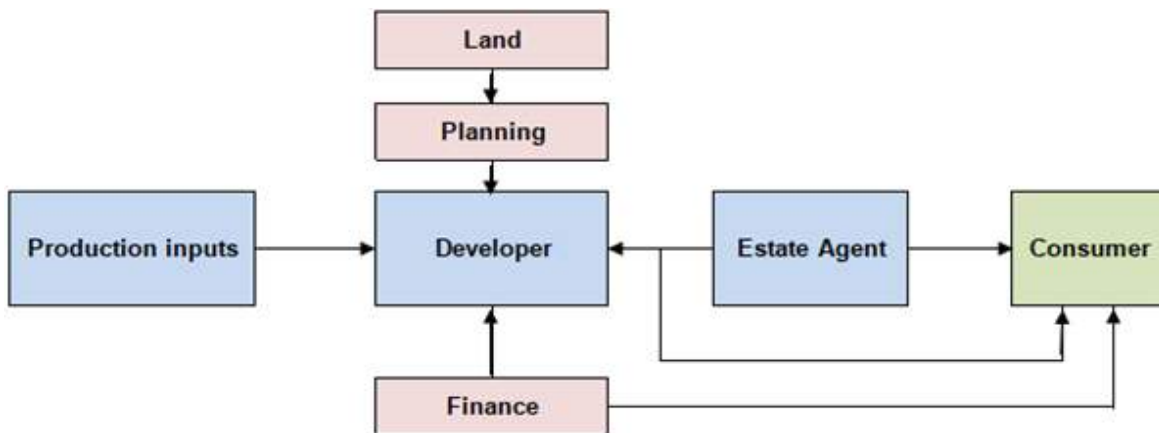 Land
Planning
Production inputs
Developer
Estate Agent
Consumer
Finance